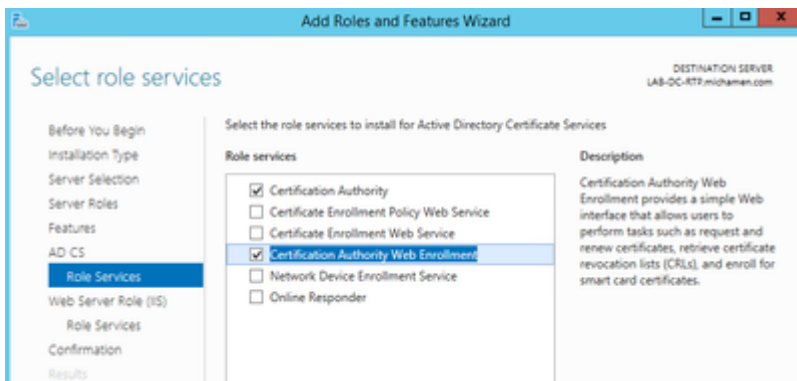 Add Roles and Features Wizard
Select role services
DESTINATION SERVER
LAB-DC-RTP.michamen.com
Before You Begin
Installation Type
Server Selection
Server Roles
Features
AD CS
Role Services
Web Server Role (IIS)
Role Services
Confirmation
Results
Select the role services to install for Active Directory Certificate Services
Role services
Certification Authority
Certificate Enrollment Policy Web Service
Certificate Enrollment Web Service
Certification Authority Web Enrollment
Network Device Enrollment Service
Online Responder
Description
Certification Authority Web
Enrollment provides a simple Web
interface that allows users to
perform tasks such as request and
renew certificates, retrieve certificate
revocation lists (CRLs), and enroll for
smart card certificates.